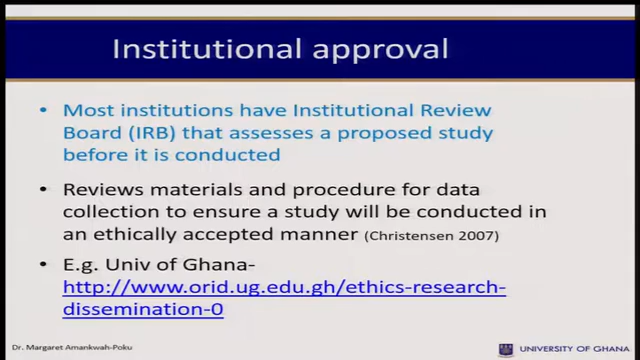 Institutional approval
• Most institutions have Institutional Review
Board (IRB) that assesses a proposed study
before it is conducted
• Reviews materials and procedure for data
collection to ensure a study will be conducted in
an ethically accepted manner (Christensen 2007)
• E.g. Univ of Ghana-
http://www.orid.ug.edu.gh/ethics-research-
dissemination-0
Dr. Margaret Amankwah-Poku
UNIVERSITY OF GHANA